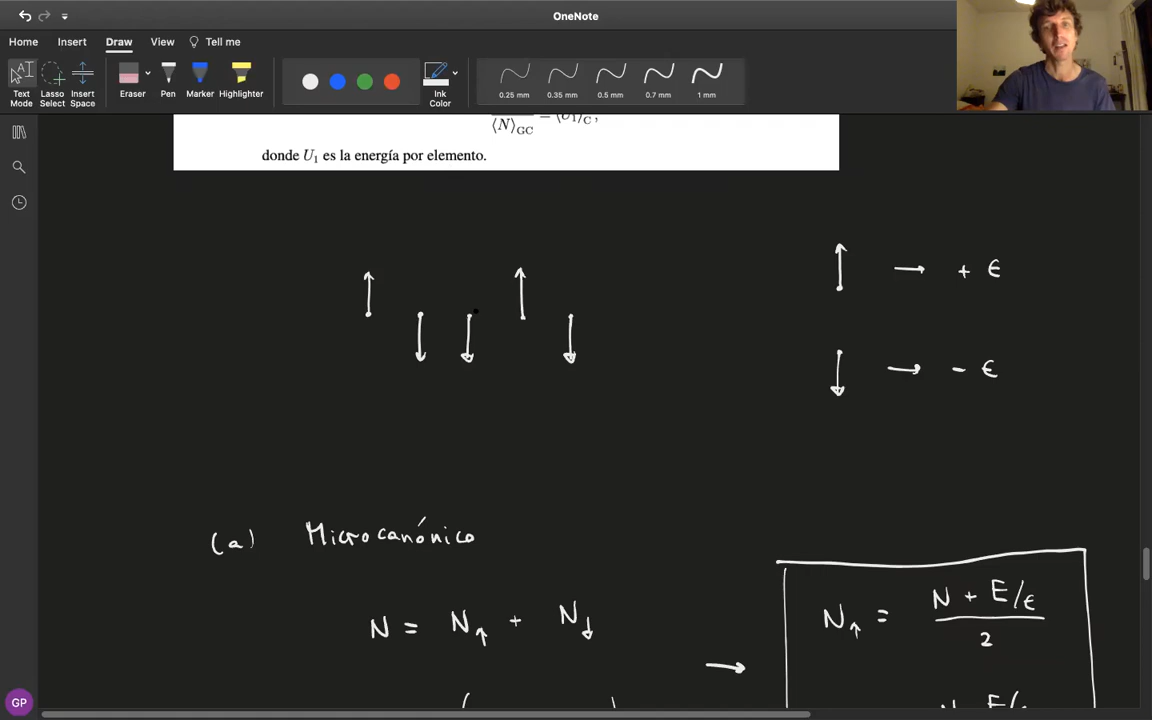 OneNote
Home Insert Draw View Tell me
Text Mode
Lasso Select
Insert Space
Eraser
Pen
Marker
Highlighter
Ink Color
0.25 mm
0.35 mm
0.5 mm
0.7 mm
1 mm
⟨N⟩GC = ⟨U1⟩C,
donde U1 es la energía por elemento.
↑ ↓ ↓ ↑ ↓
↑ → + ϵ
↓ → - ϵ
(a) Microcanónico
N = N↑ + N↓
→
N↑ = (N + E/ϵ)/2
GP